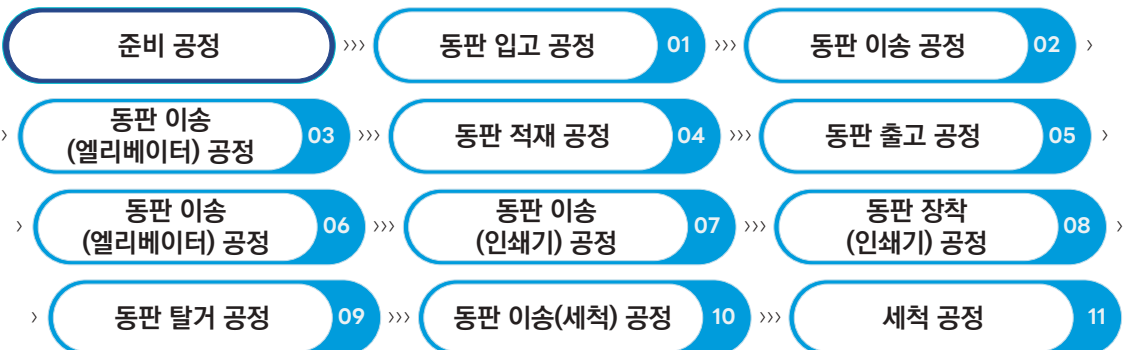 준비 공정
동판 입고 공정 01
동판 이송 공정 02
동판 이송
(엘리베이터) 공정 03
동판 적재 공정 04
동판 출고 공정 05
동판 이송
(엘리베이터) 공정 06
동판 이송
(인쇄기) 공정 07
동판 장착
(인쇄기) 공정 08
동판 탈거 공정 09
동판 이송(세척) 공정 10
세척 공정 11